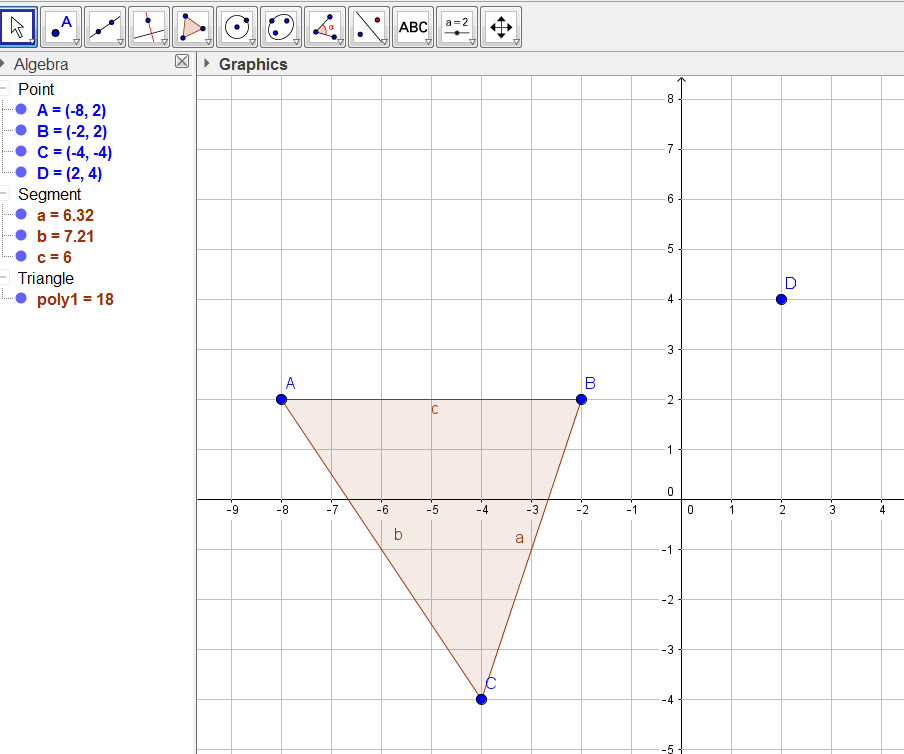 A
α
ABC
a=2
Algebra
Graphics
Point
A = (-8, 2)
B = (-2, 2)
C = (-4, -4)
D = (2, 4)
Segment
a = 6.32
b = 7.21
c = 6
Triangle
poly1 = 18
8
7
6
5
D
4
3
A
B
2
c
1
0
-9 -8 -7 -6 -5 -4 -3 -2 -1 0 1 2 3 4
b
a
-1
-2
-3
C
-4
-5